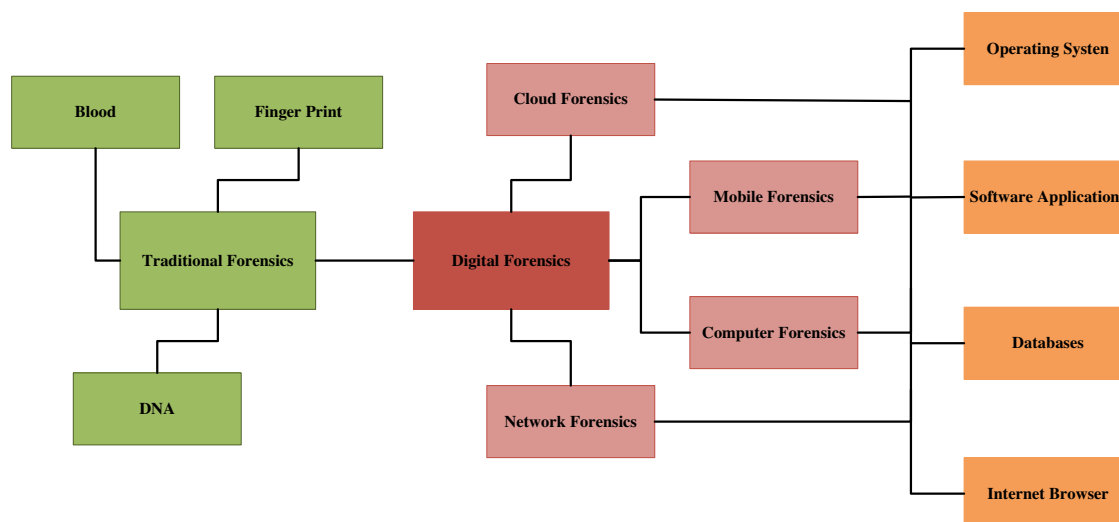 Operating Systen
Cloud Forensics
Blood
Finger Print
Mobile Forensics
Software Application
Traditional Forensics
Digital Forensics
Computer Forensics
Databases
DNA
Network Forensics
Internet Browser